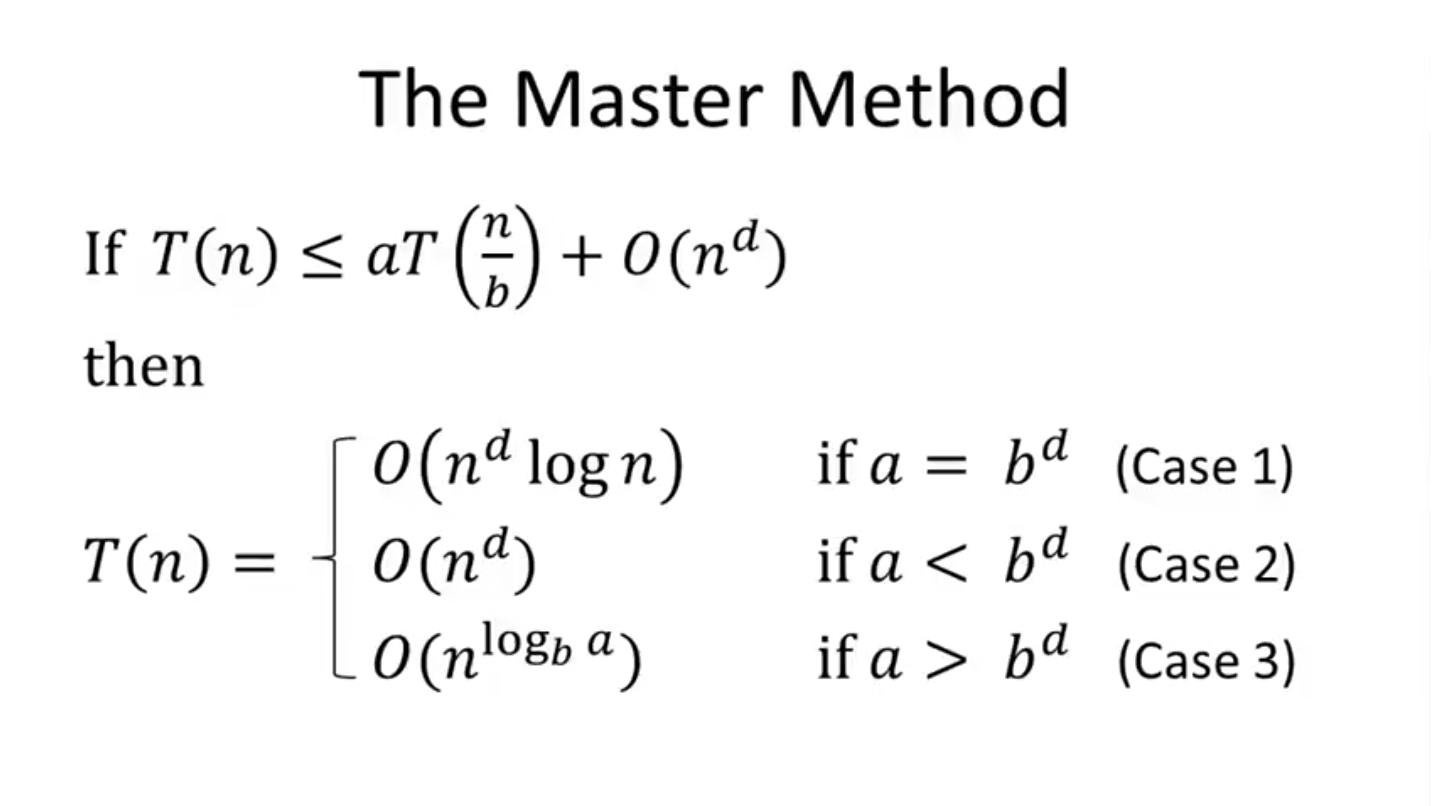 The Master Method
If T(n) ≤ aT(n/b) + O(n^d)
then
T(n) =
O(n^d log n) if a = b^d (Case 1)
O(n^d) if a < b^d (Case 2)
O(n^{log_b a}) if a > b^d (Case 3)